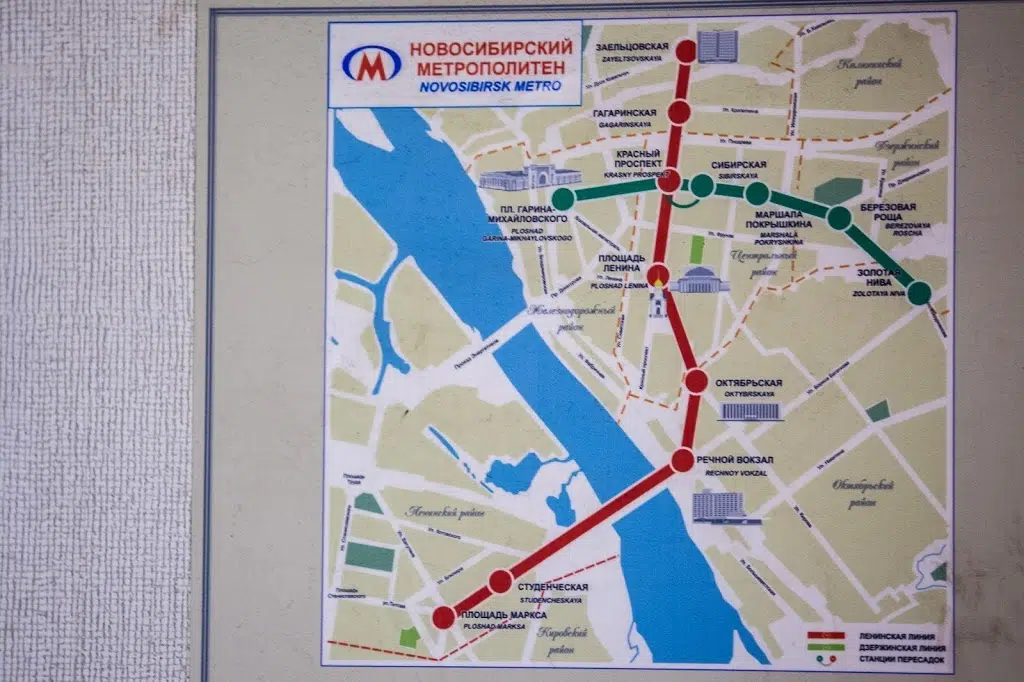 НОВОСИБИРСКИЙ
МЕТРОПОЛИТЕН
NOVOSIBIRSK METRO
ЗАЕЛЬЦОВСКАЯ
ZAYELTSOVSKAYA
Калининский
район
ГАГАРИНСКАЯ
GAGARINSKAYA
Дзержинский
район
КРАСНЫЙ
ПРОСПЕКТ
KRASNY PROSPEKT
СИБИРСКАЯ
SIBIRSKAYA
ПЛ. ГАРИНА-
МИХАЙЛОВСКОГО
PLOSHAD
GARINA-MIKHAYLOVSKOGO
МАРШАЛА
ПОКРЫШКИНА
MARSHALA
POKRYSHKINA
БЕРЕЗОВАЯ
РОЩА
BEREZOVAYA
ROSCHA
ПЛОЩАДЬ
ЛЕНИНА
PLOSHAD LENINA
Центральный
район
ЗОЛОТАЯ
НИВА
ZOLOTAYA NIVA
Железнодорожный
район
ОКТЯБРЬСКАЯ
OKTYBRSKAYA
РЕЧНОЙ ВОКЗАЛ
RECHNOY VOKZAL
Октябрьский
район
Ленинский район
СТУДЕНЧЕСКАЯ
STUDENCHESKAYA
ПЛОЩАДЬ МАРКСА
PLOSHAD MARKSA
Кировский
район
ЛЕНИНСКАЯ ЛИНИЯ
ДЗЕРЖИНСКАЯ ЛИНИЯ
СТАНЦИИ ПЕРЕСАДОК